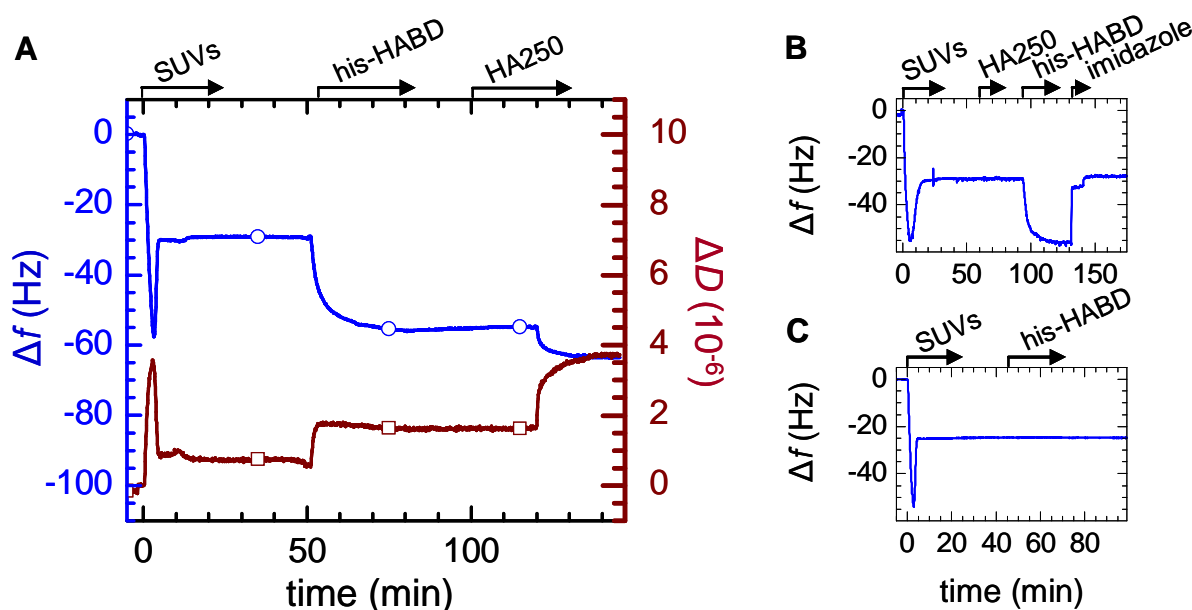 A
SUVs
his-HABD
HA250
0
-20
-40
-60
-80
-100
Δf (Hz)
10
8
6
4
2
0
ΔD (10-6)
0
50
100
time (min)
B
SUVs
HA250
his-HABD
imidazole
0
-20
-40
Δf (Hz)
0
50
100
150
C
SUVs
his-HABD
0
-20
-40
Δf (Hz)
0
20
40
60
80
time (min)